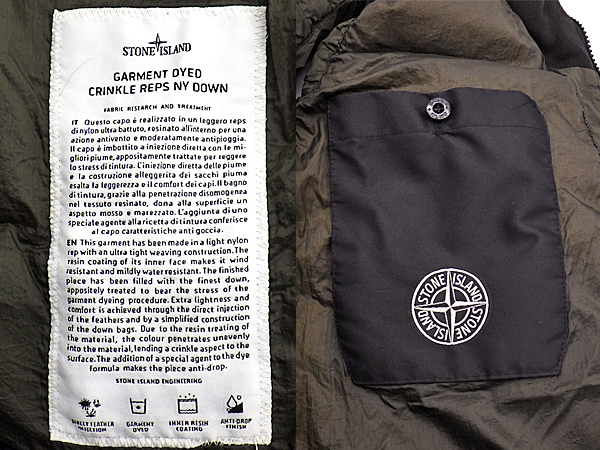 STONE ISLAND
GARMENT DYED
CRINKLE REPS NY DOWN
FABRIC RESEARCH AND TREATMENT
IT Questo capo è realizzato in un leggero reps
di nylon ultra battuto, resinato all'interno per una
azione antivento e moderatamente antipioggia.
Il capo è imbottito a iniezione diretta con le mi-
gliori piume, appositamente trattate per reggere
lo stress di tintura. L'iniezione diretta delle piume
e la costruzione alleggerita dei sacchi piuma
esalta la leggerezza e il comfort dei capi. Il bagno
di tintura, grazie alla penetrazione disomogenea
nel tessuto resinato, dona alla superficie un
aspetto mosso e marezzato. L'aggiunta di uno
speciale agente alla ricetta di tintura conferisce
al capo caratteristiche anti goccia.
EN This garment has been made in a light nylon
rep with an ultra tight weaving construction. The
resin coating of its inner face makes it wind
resistant and mildly water resistant. The finished
piece has been filled with the finest down,
appositely treated to bear the stress of the
garment dyeing procedure. Extra lightness and
comfort is achieved through the direct injection
of the feathers and by a simplified construction
of the down bags. Due to the resin treating of
the material, the colour penetrates unevenly
into the material, lending a crinkle aspect to the
surface. The addition of a special agent to the dye
formula makes the piece anti-drop.
STONE ISLAND ENGINEERING
DIRECT FEATHER
INJECTION
GARMENT
DYED
INNER RESIN
COATING
ANTI-DROP
FINISH
STONE ISLAND
STONE ISLAND